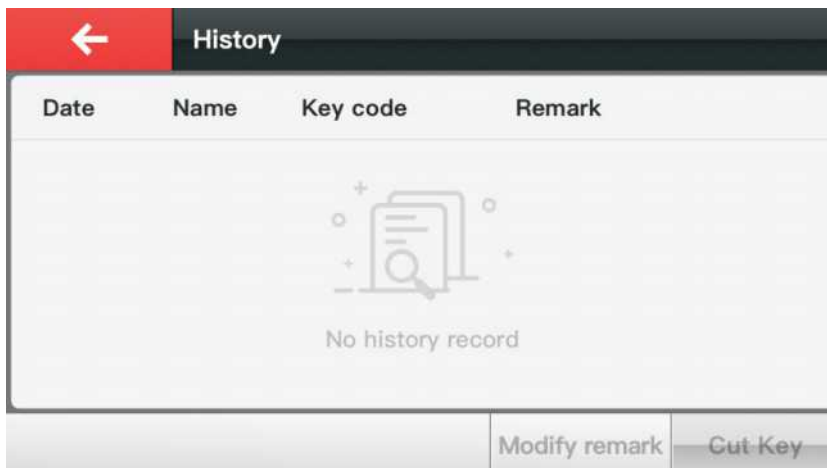 History
Date Name Key code Remark
No history record
Modify remark Cut Key